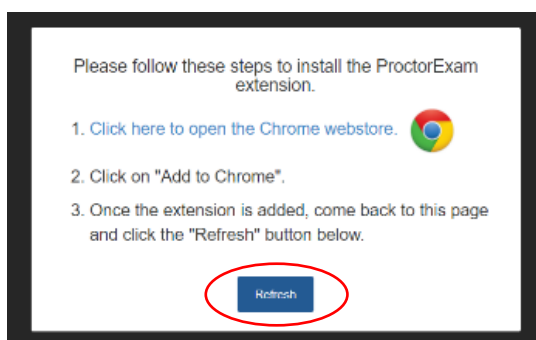 Please follow these steps to install the ProctorExam
extension.
1. Click here to open the Chrome webstore.
2. Click on "Add to Chrome".
3. Once the extension is added, come back to this page
and click the "Refresh" button below.
Refresh